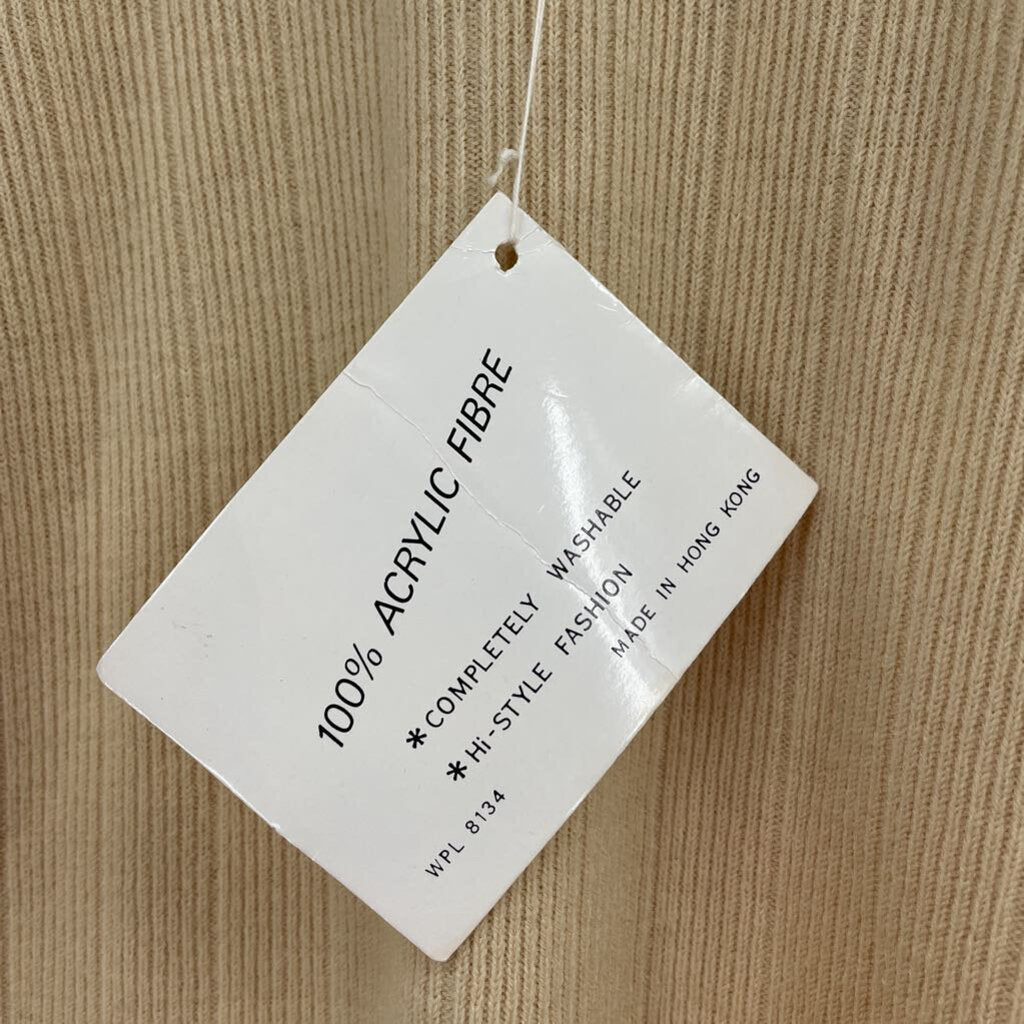 100% ACRYLIC FIBRE
*COMPLETELY WASHABLE
*Hi-STYLE FASHION
WPL 8134
MADE IN HONG KONG